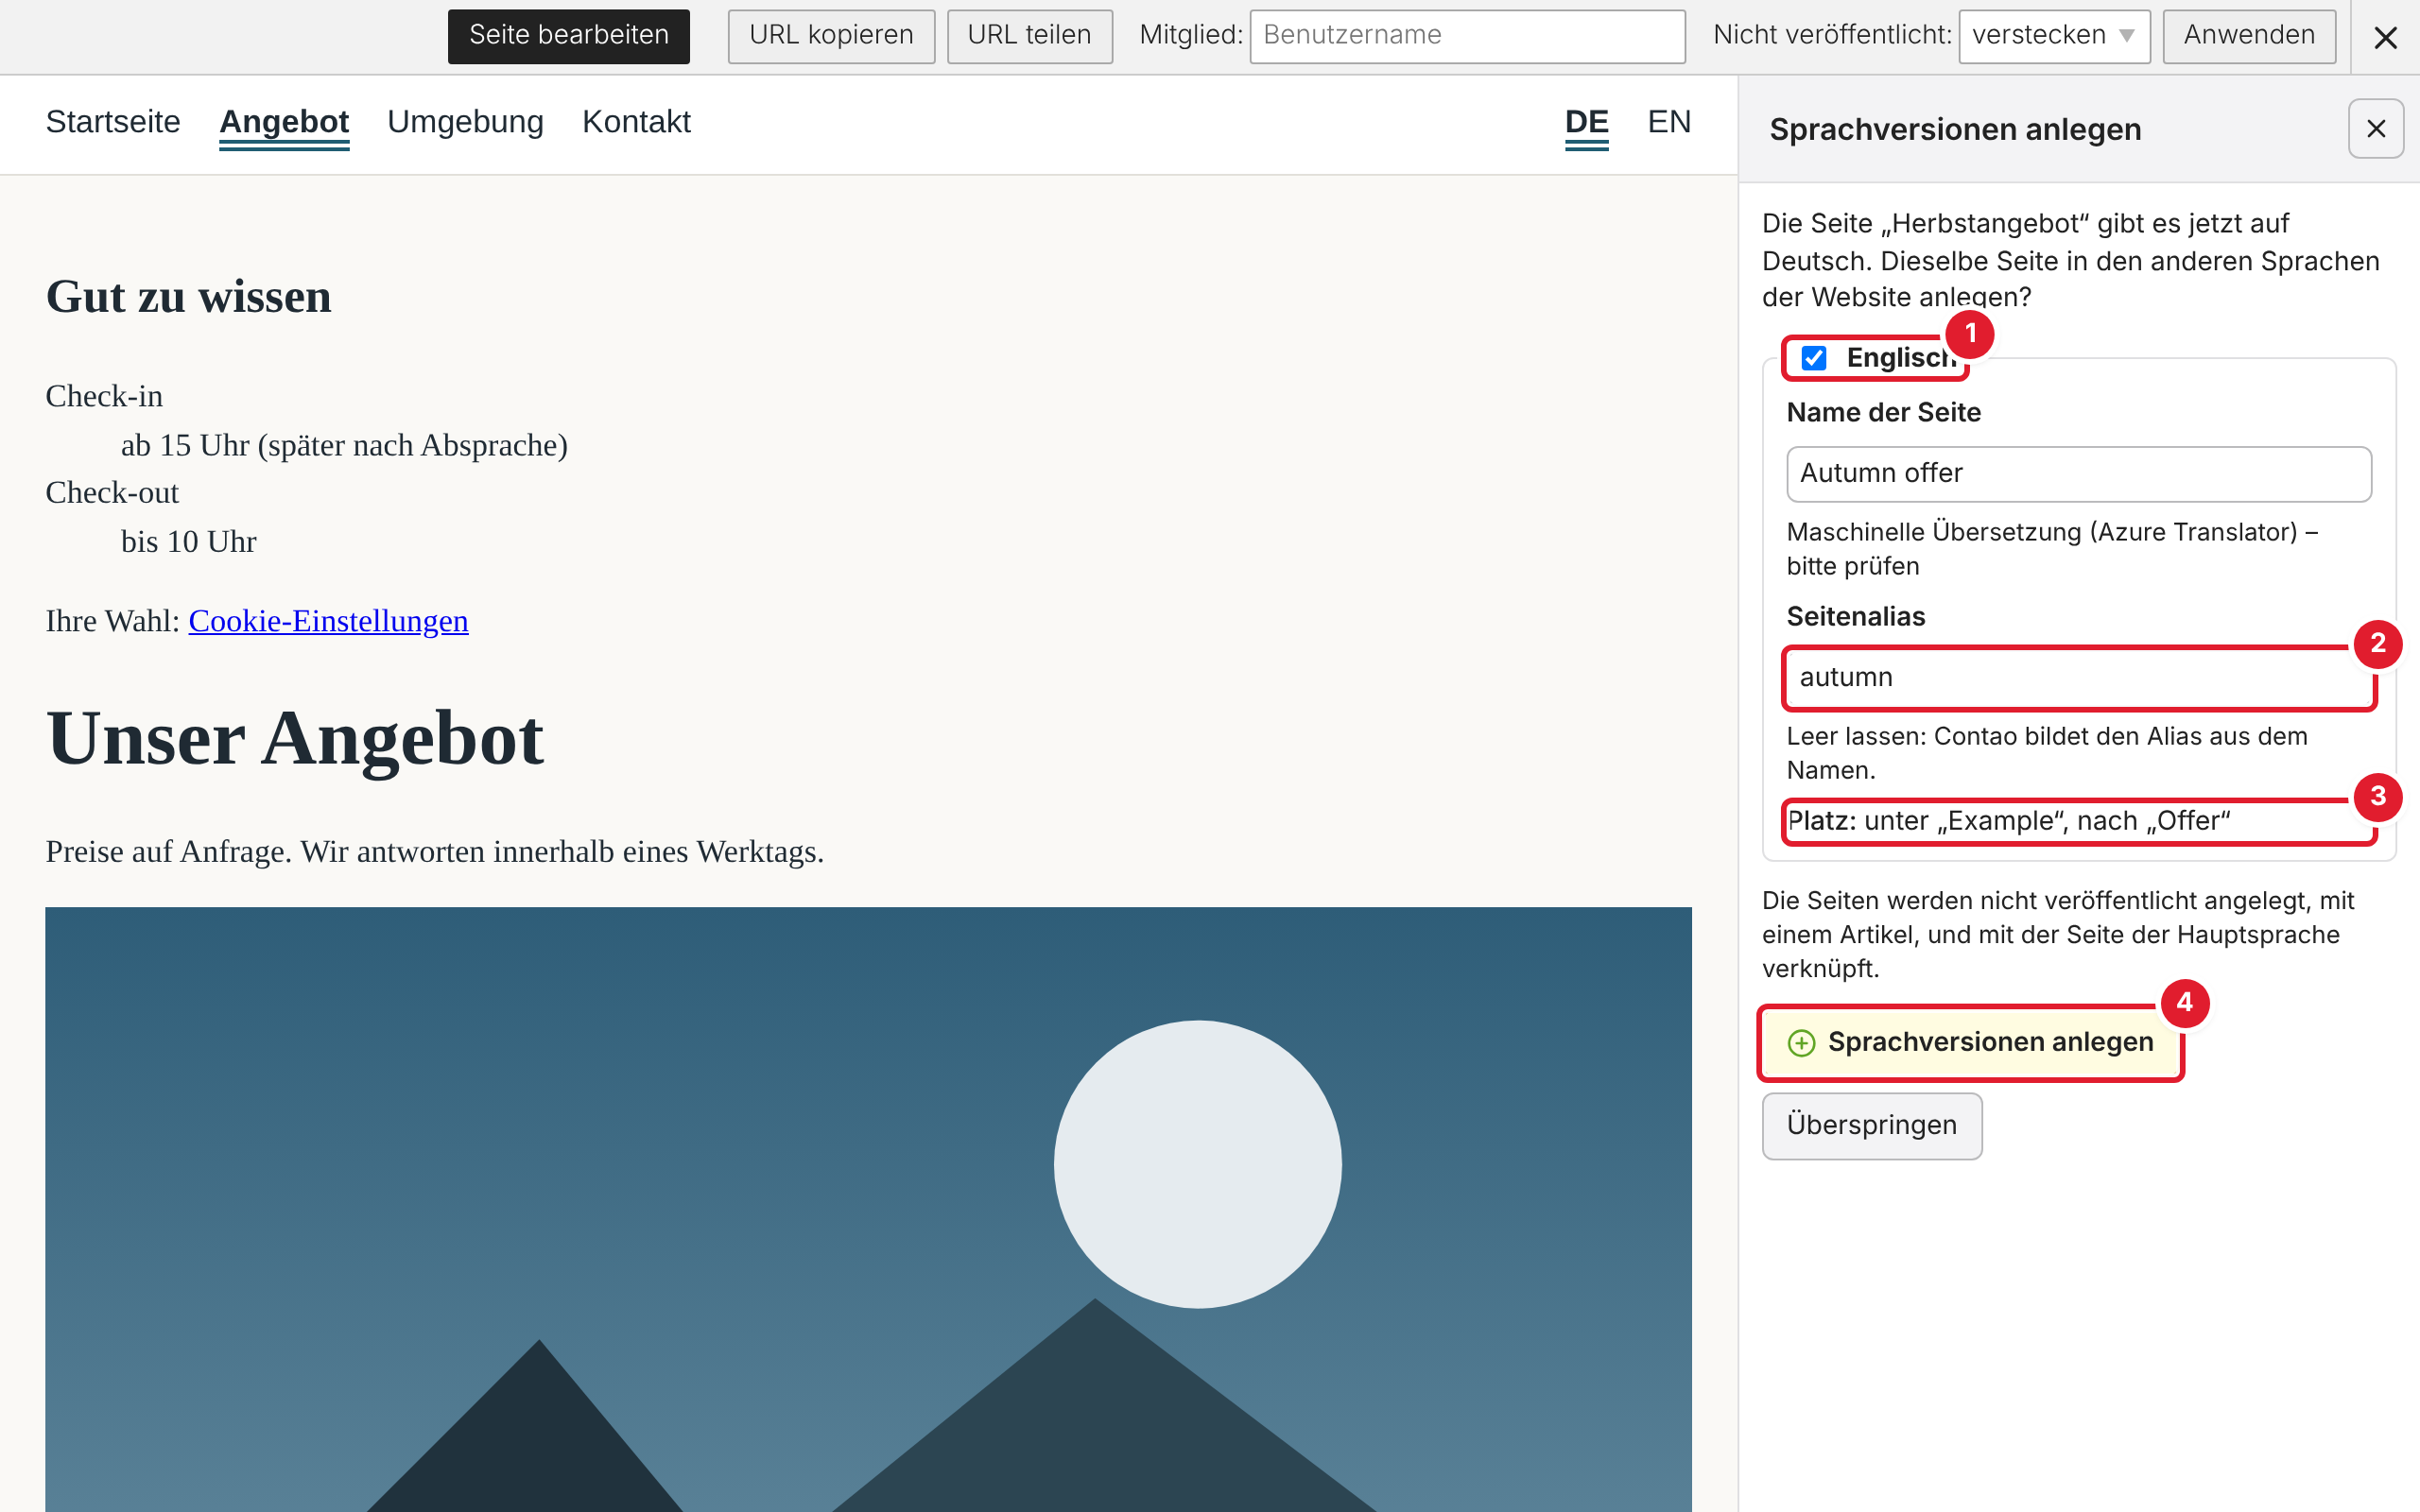 Seite bearbeiten URL kopieren URL teilen Mitglied: Benutzername Nicht veröffentlicht: verstecken Anwenden
Startseite Angebot Umgebung Kontakt DE EN
Gut zu wissen
Check-in
ab 15 Uhr (später nach Absprache)
Check-out
bis 10 Uhr
Ihre Wahl: Cookie-Einstellungen
Unser Angebot
Preise auf Anfrage. Wir antworten innerhalb eines Werktags.
Sprachversionen anlegen
Die Seite „Herbstangebot“ gibt es jetzt auf
Deutsch. Dieselbe Seite in den anderen Sprachen
der Website anlegen?
1
Englisch
Name der Seite
Autumn offer
Maschinelle Übersetzung (Azure Translator) –
bitte prüfen
Seitenalias
2
autumn
Leer lassen: Contao bildet den Alias aus dem
Namen.
3
Platz: unter „Example“, nach „Offer“
Die Seiten werden nicht veröffentlicht angelegt, mit
einem Artikel, und mit der Seite der Hauptsprache
verknüpft.
4
Sprachversionen anlegen
Überspringen